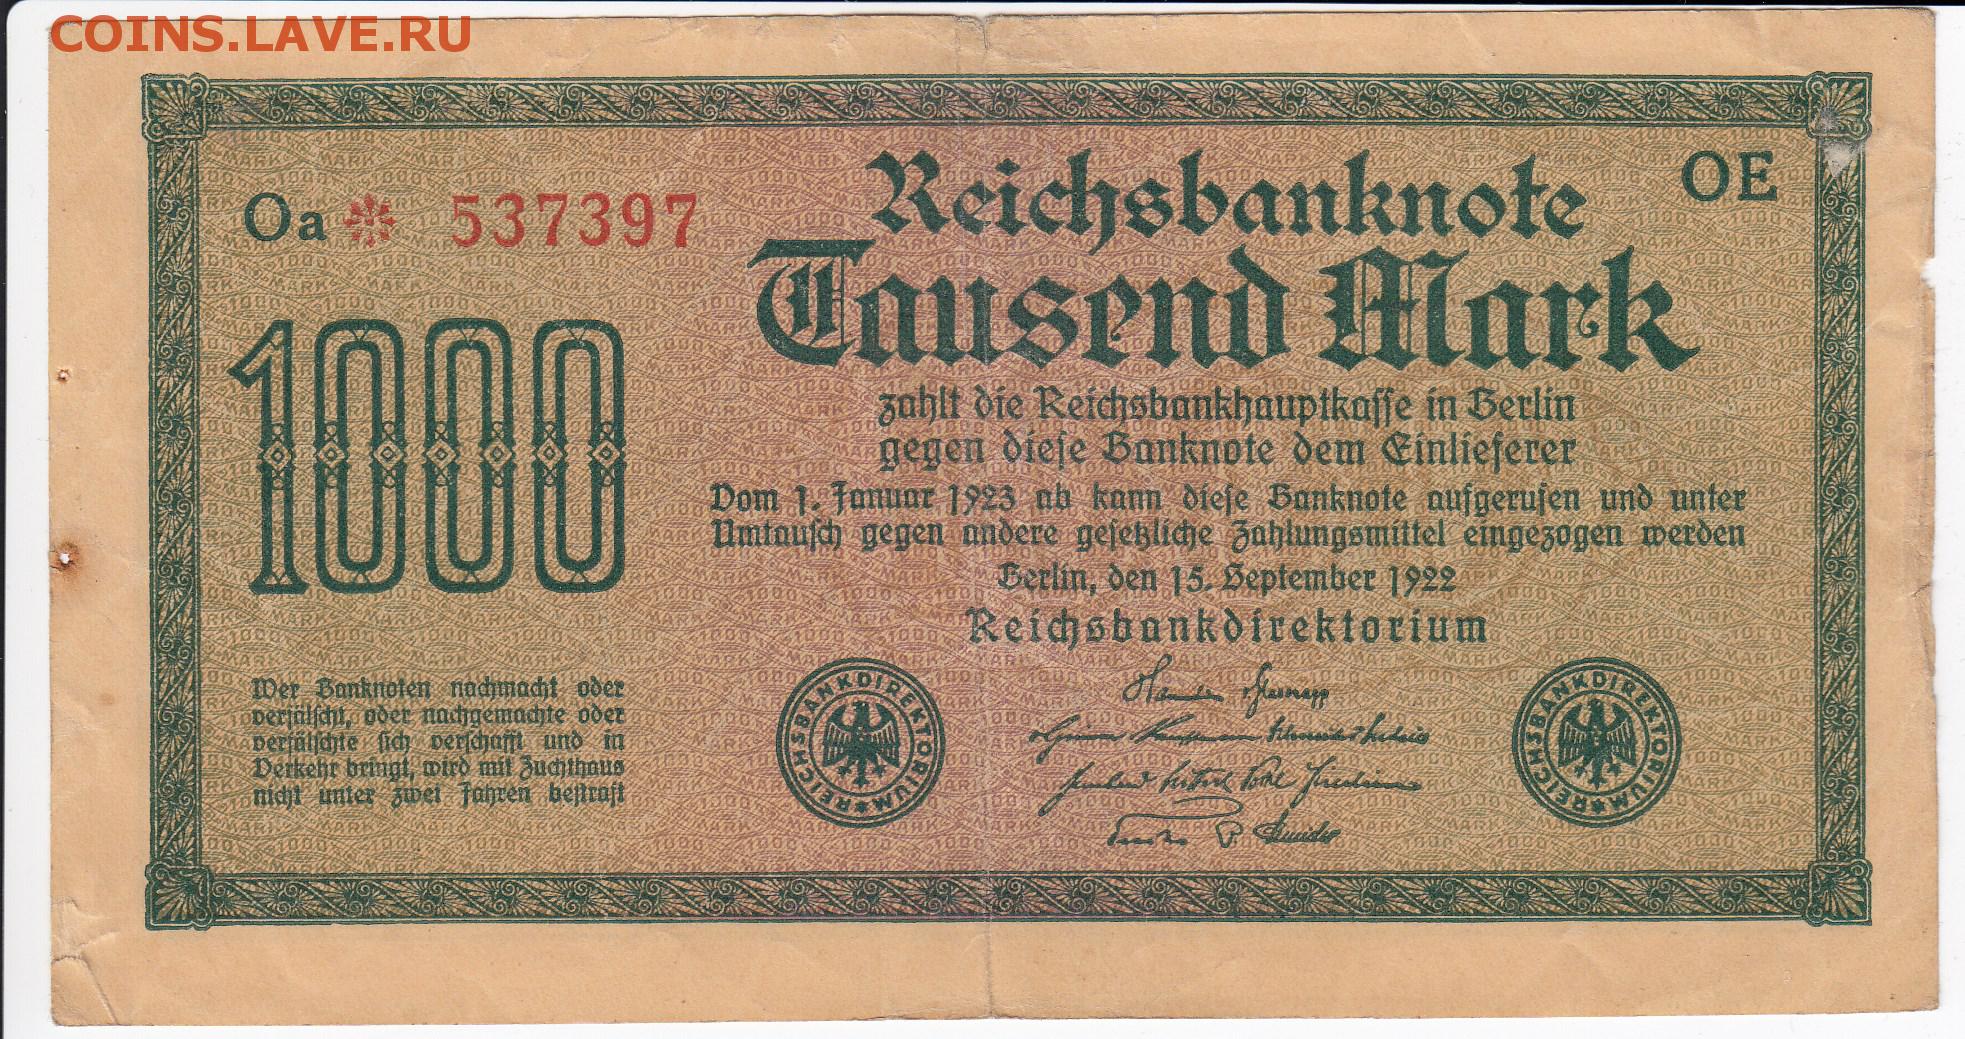 COINS.LAVE.RU
Reichsbanknote
OE
Oa* 537397
Tausend Mark
1000
zahlt die Reichsbankhauptkasse in Berlin
gegen diese Banknote dem Einlieferer
Vom 1. Januar 1923 ab kann diese Banknote aufgerufen und unter
Umtausch gegen andere gesetzliche Zahlungsmittel eingezogen werden
Berlin, den 15. September 1922
Reichsbankdirektorium
Wer Banknoten nachmacht oder
verfälscht, oder nachgemachte oder
verfälschte sich verschafft und in
Verkehr bringt, wird mit Zuchthaus
nicht unter zwei Jahren bestraft
REICHSBANKDIREKTORIUM
REICHSBANKDIREKTORIUM